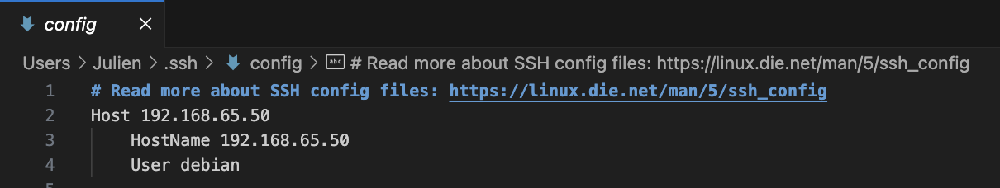 config
Users > Julien > .ssh > config > # Read more about SSH config files: https://linux.die.net/man/5/ssh_config
1 # Read more about SSH config files: https://linux.die.net/man/5/ssh_config
2 Host 192.168.65.50
3 HostName 192.168.65.50
4 User debian